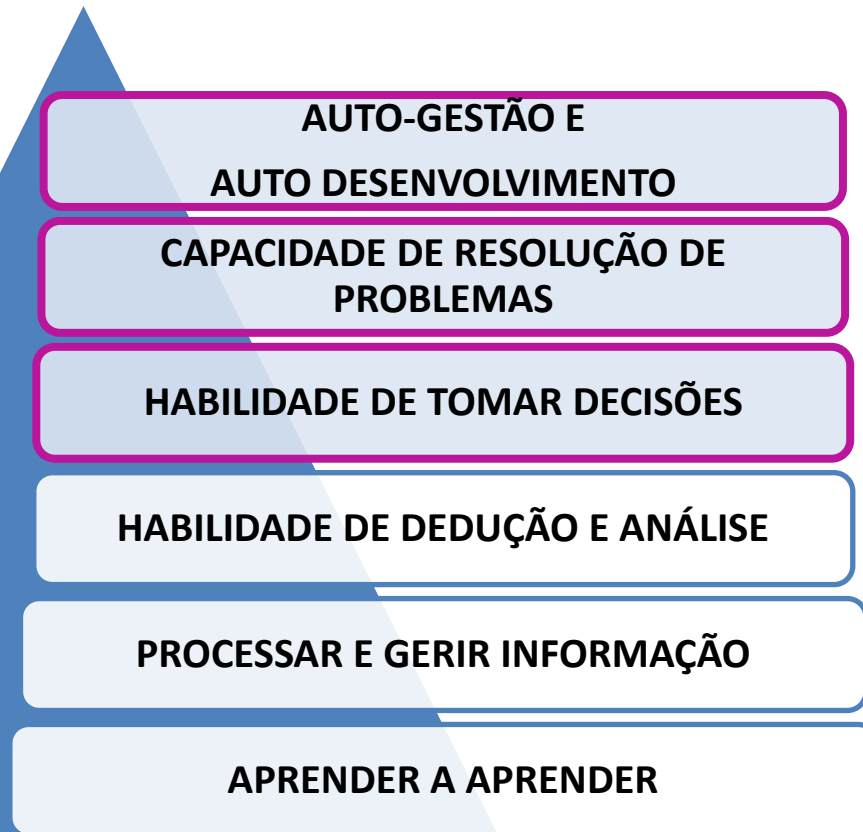 AUTO-GESTÃO E
AUTO DESENVOLVIMENTO
CAPACIDADE DE RESOLUÇÃO DE
PROBLEMAS
HABILIDADE DE TOMAR DECISÕES
HABILIDADE DE DEDUÇÃO E ANÁLISE
PROCESSAR E GERIR INFORMAÇÃO
APRENDER A APRENDER